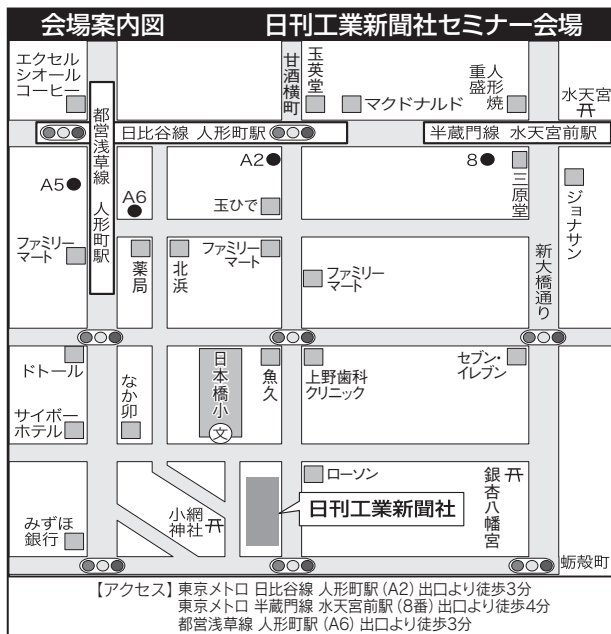 会場案内図 日刊工業新聞社セミナー会場
エクセル
シオール
コーヒー
都営浅草線 人形町駅
甘酒横町
玉英堂
マクドナルド
人形焼
重盛
水天宮
日比谷線 人形町駅
半蔵門線 水天宮前駅
A5
A6
A2
8
三原堂
ジョナサン
玉ひで
ファミリー
マート
薬局
北浜
ファミリー
マート
ファミリー
マート
新大橋通り
ドトール
なか卯
日本橋小
文
魚久
上野歯科
クリニック
セブン・
イレブン
サイボー
ホテル
ローソン
銀杏八幡宮
小網
神社
日刊工業新聞社
みずほ
銀行
蛎殻町
【アクセス】東京メトロ 日比谷線 人形町駅(A2)出口より徒歩3分
東京メトロ 半蔵門線 水天宮前駅(8番)出口より徒歩4分
都営浅草線 人形町駅(A6)出口より徒歩3分